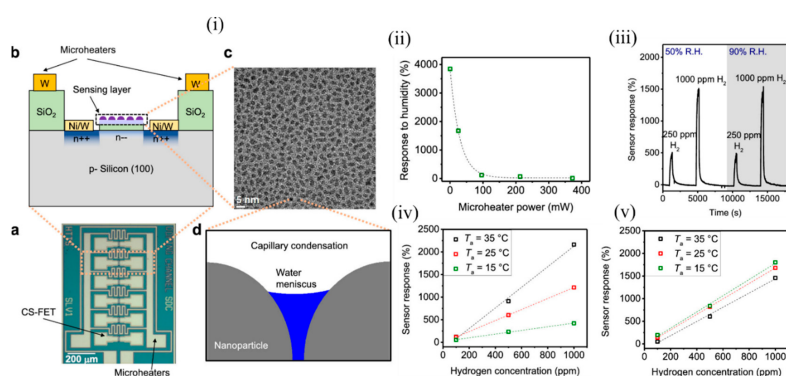 (i)
b
Microheaters
W
W
Sensing layer
SiO2
SiO2
Ni/W
Ni/W
n++
n--
n++
p- Silicon (100)
c
5 nm
a
CS-FET
200 μm
Microheaters
d
Capillary condensation
Water
meniscus
Nanoparticle
(ii)
Response to humidity (%)
4000
3500
3000
2500
2000
1500
1000
500
0
0 100 200 300 400
Microheater power (mW)
(iii)
Sensor response (%)
2000
1500
1000
500
0
50% R.H.
90% R.H.
1000 ppm
H2
1000 ppm H2
250 ppm
H2
250 ppm
H2
0 5000 10000 15000
Time (s)
(iv)
Sensor response (%)
2500
2000
1500
1000
500
0
Ta = 35 °C
Ta = 25 °C
Ta = 15 °C
0 200 400 600 800 1000
Hydrogen concentration (ppm)
(v)
Sensor response (%)
2500
2000
1500
1000
500
0
Ta = 35 °C
Ta = 25 °C
Ta = 15 °C
0 200 400 600 800 1000
Hydrogen concentration (ppm)